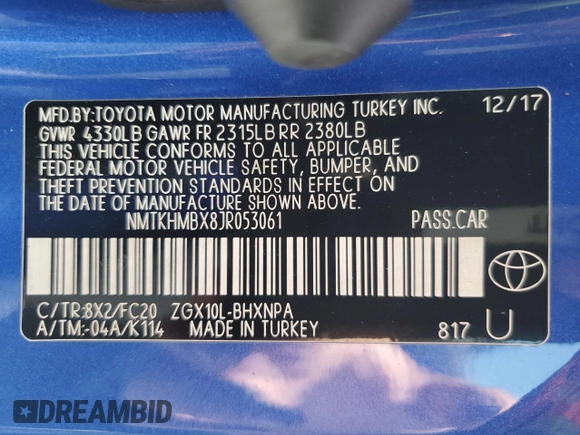 MFD.BY:TOYOTA MOTOR MANUFACTURING TURKEY INC. 12/17
GVWR 4330LB GAWR FR 2315LB RR 2380LB
THIS VEHICLE CONFORMS TO ALL APPLICABLE
FEDERAL MOTOR VEHICLE SAFETY, BUMPER, AND
THEFT PREVENTION STANDARDS IN EFFECT ON
THE DATE OF MANUFACTURE SHOWN ABOVE.
NMTKHMBX8JR053061 PASS.CAR
C/TR:8X2/FC20 ZGX10L-BHXNPA
A/TM:-04A/K114 MADE IN TURKEY 817 U
DREAMBID